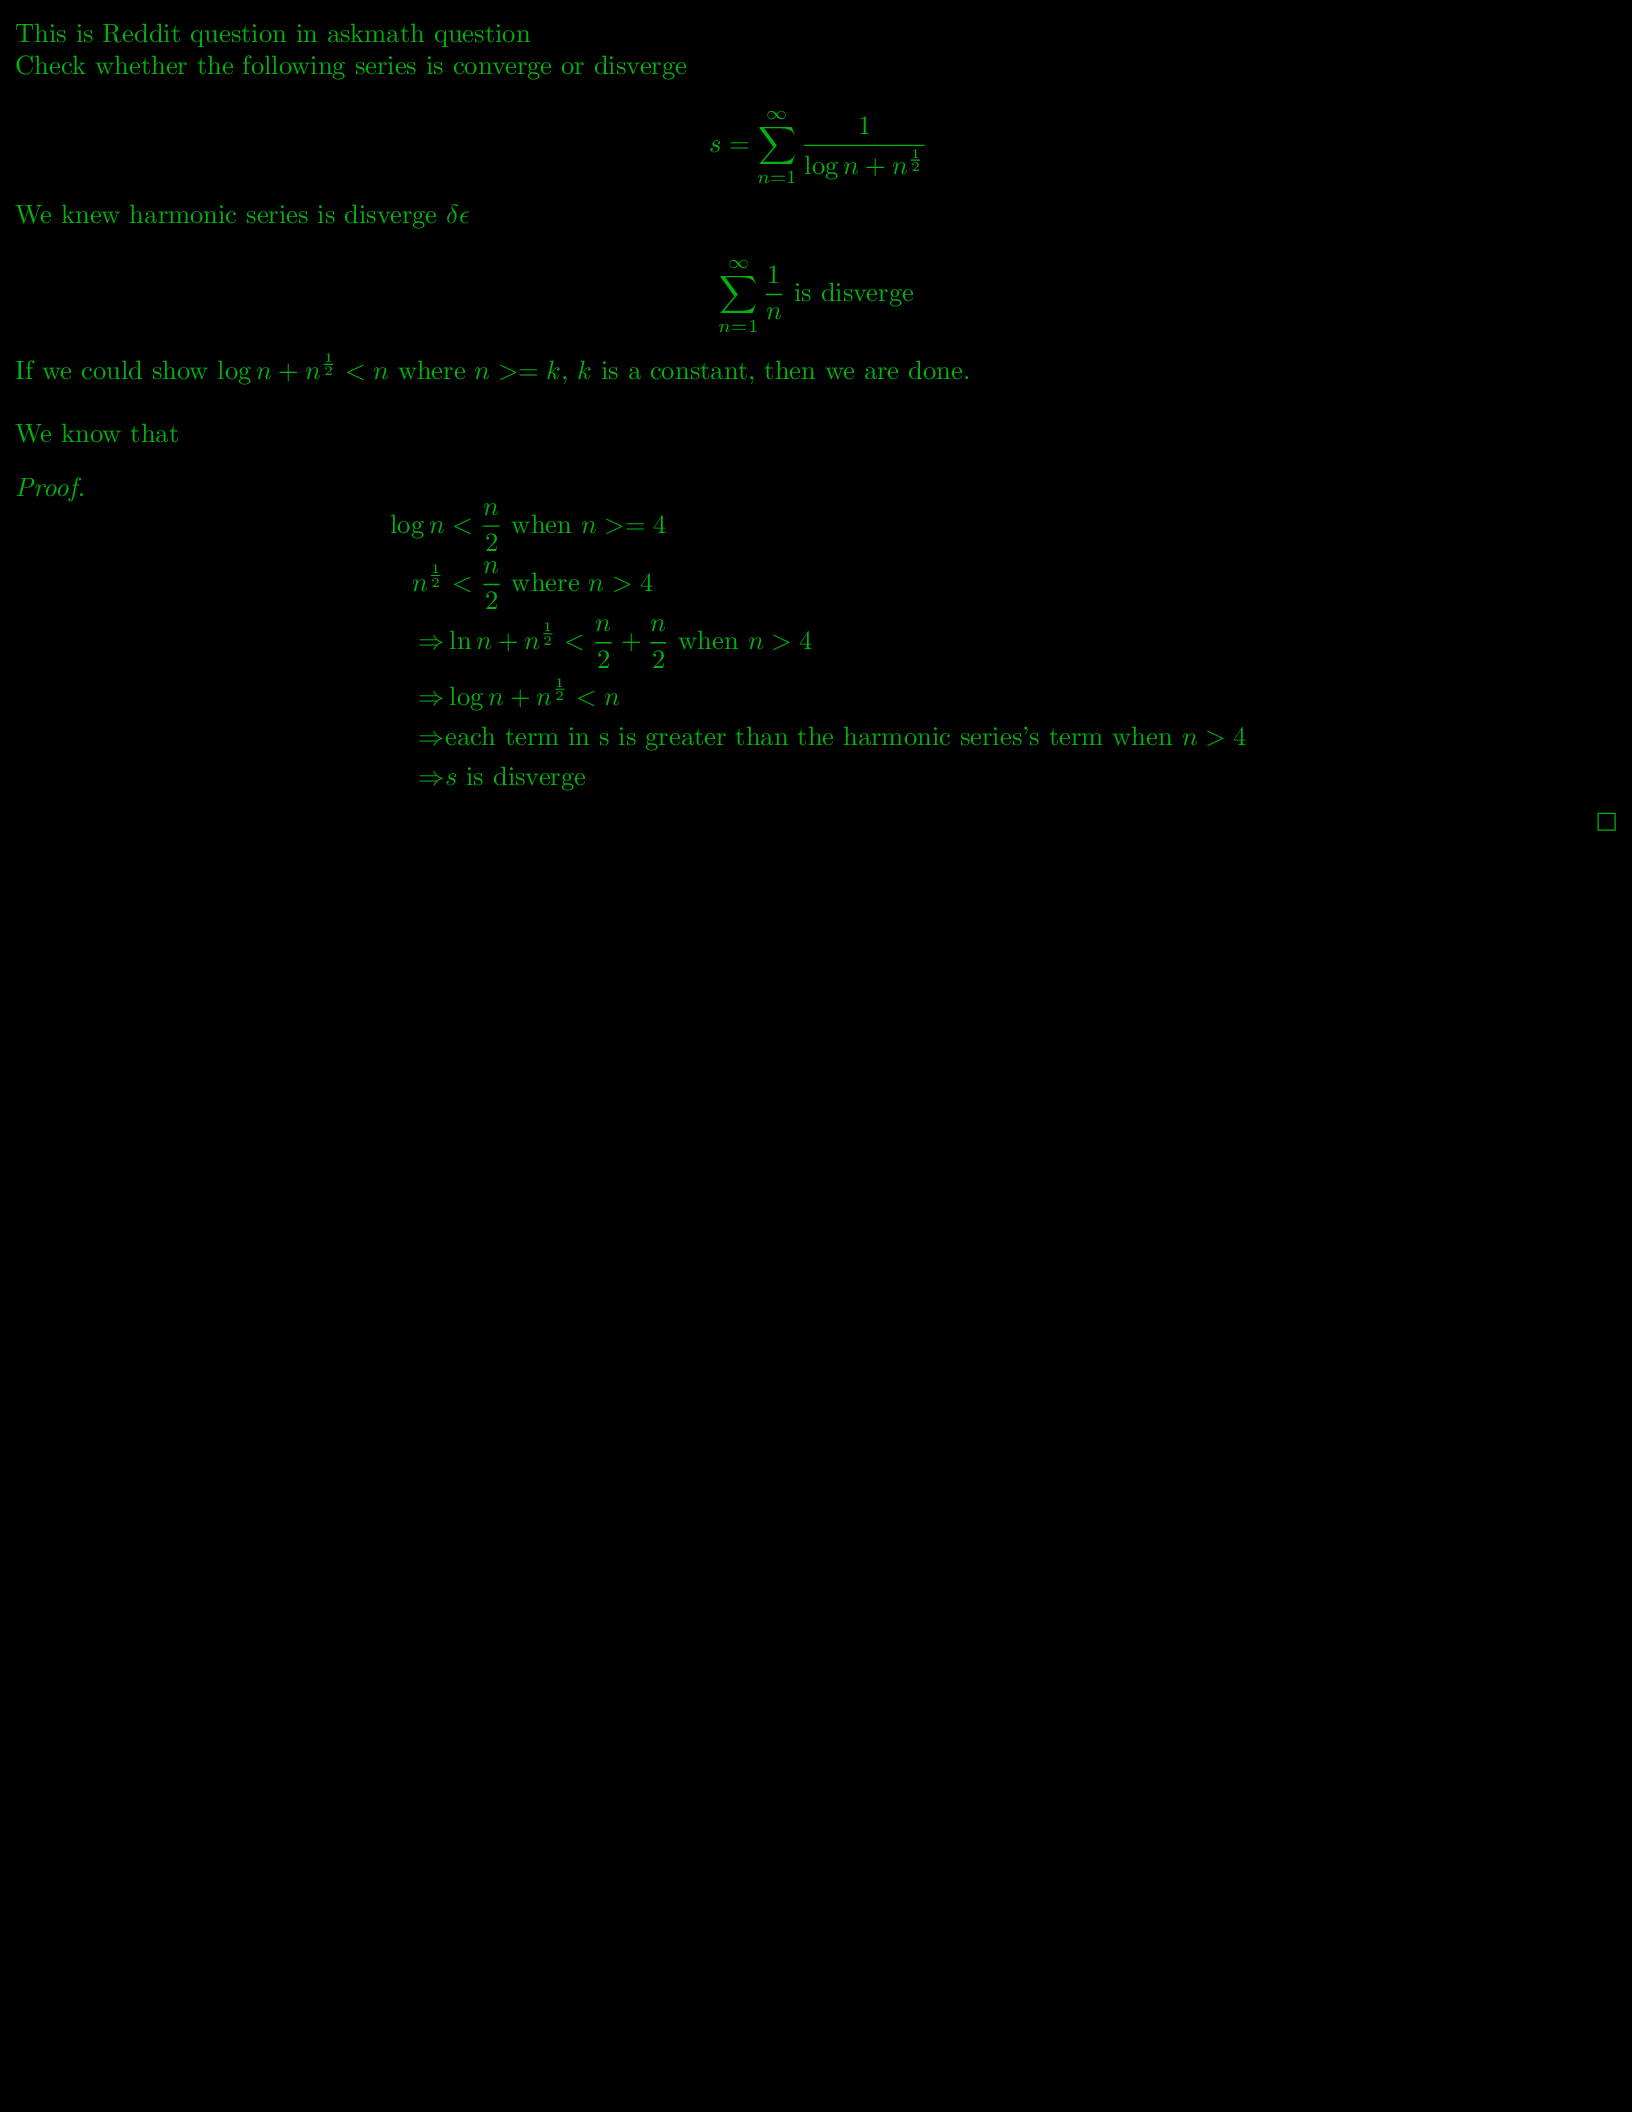 This is Reddit question in askmath question
Check whether the following series is converge or disverge
$s = \sum_{n=1}^{\infty} \frac{1}{\log n + n^{\frac{1}{2}}}$
We knew harmonic series is disverge $\delta\epsilon$
$\sum_{n=1}^{\infty} \frac{1}{n}$ is disverge
If we could show $\log n + n^{\frac{1}{2}} < n$ where $n >= k$, $k$ is a constant, then we are done.
We know that
Proof.
$\log n < \frac{n}{2}$ when $n >= 4$
$n^{\frac{1}{2}} < \frac{n}{2}$ where $n > 4$
$\Rightarrow \ln n + n^{\frac{1}{2}} < \frac{n}{2} + \frac{n}{2}$ when $n > 4$
$\Rightarrow \log n + n^{\frac{1}{2}} < n$
$\Rightarrow$each term in s is greater than the harmonic series's term when $n > 4$
$\Rightarrow s$ is disverge
□